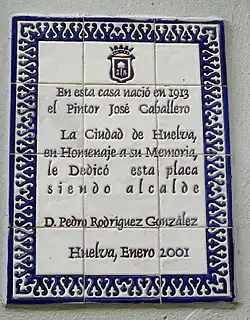 En esta casa nació en 1913
el Pintor José Caballero
La Ciudad de Huelva,
en Homenaje a su Memoria,
le Dedicó esta placa
siendo alcalde
D. Pedro Rodríguez González
Huelva, Enero 2001